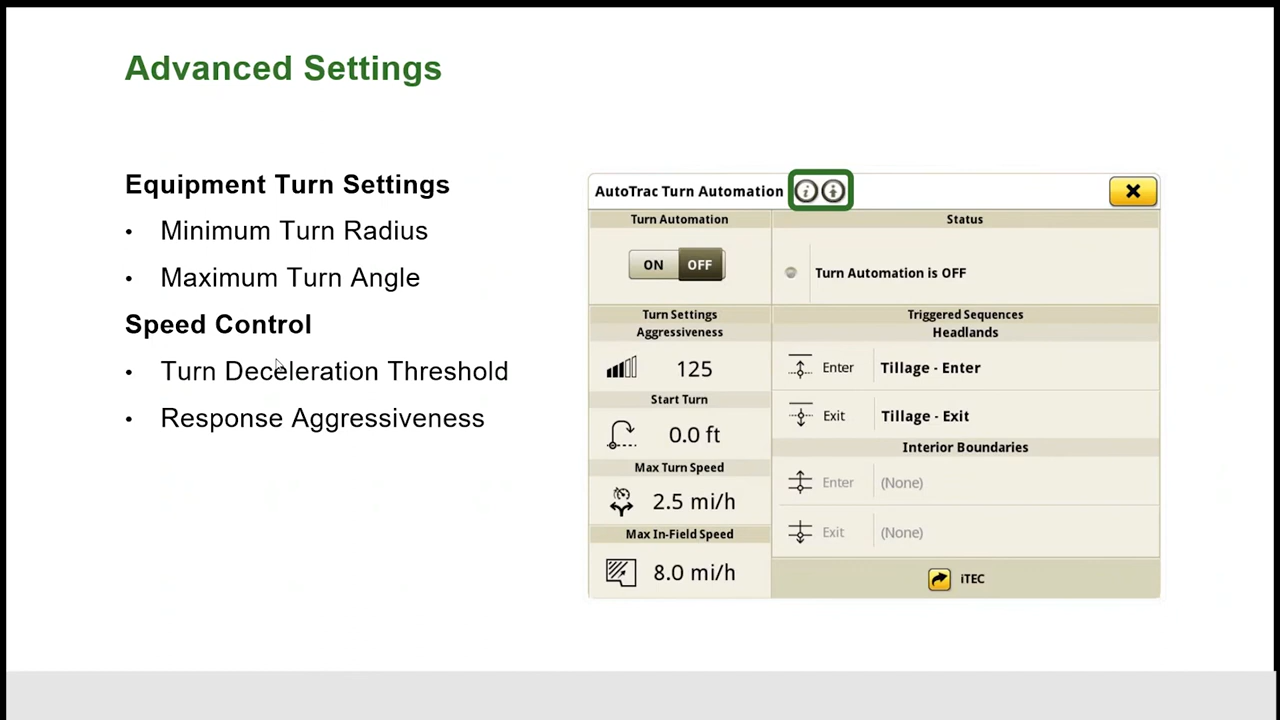 Advanced Settings
Equipment Turn Settings
• Minimum Turn Radius
• Maximum Turn Angle
Speed Control
• Turn Deceleration Threshold
• Response Aggressiveness
AutoTrac Turn Automation
Turn Automation
ON OFF
Status
Turn Automation is OFF
Turn Settings
Aggressiveness
125
Start Turn
0.0 ft
Max Turn Speed
2.5 mi/h
Max In-Field Speed
8.0 mi/h
Triggered Sequences
Headlands
Enter Tillage - Enter
Exit Tillage - Exit
Interior Boundaries
Enter (None)
Exit (None)
iTEC